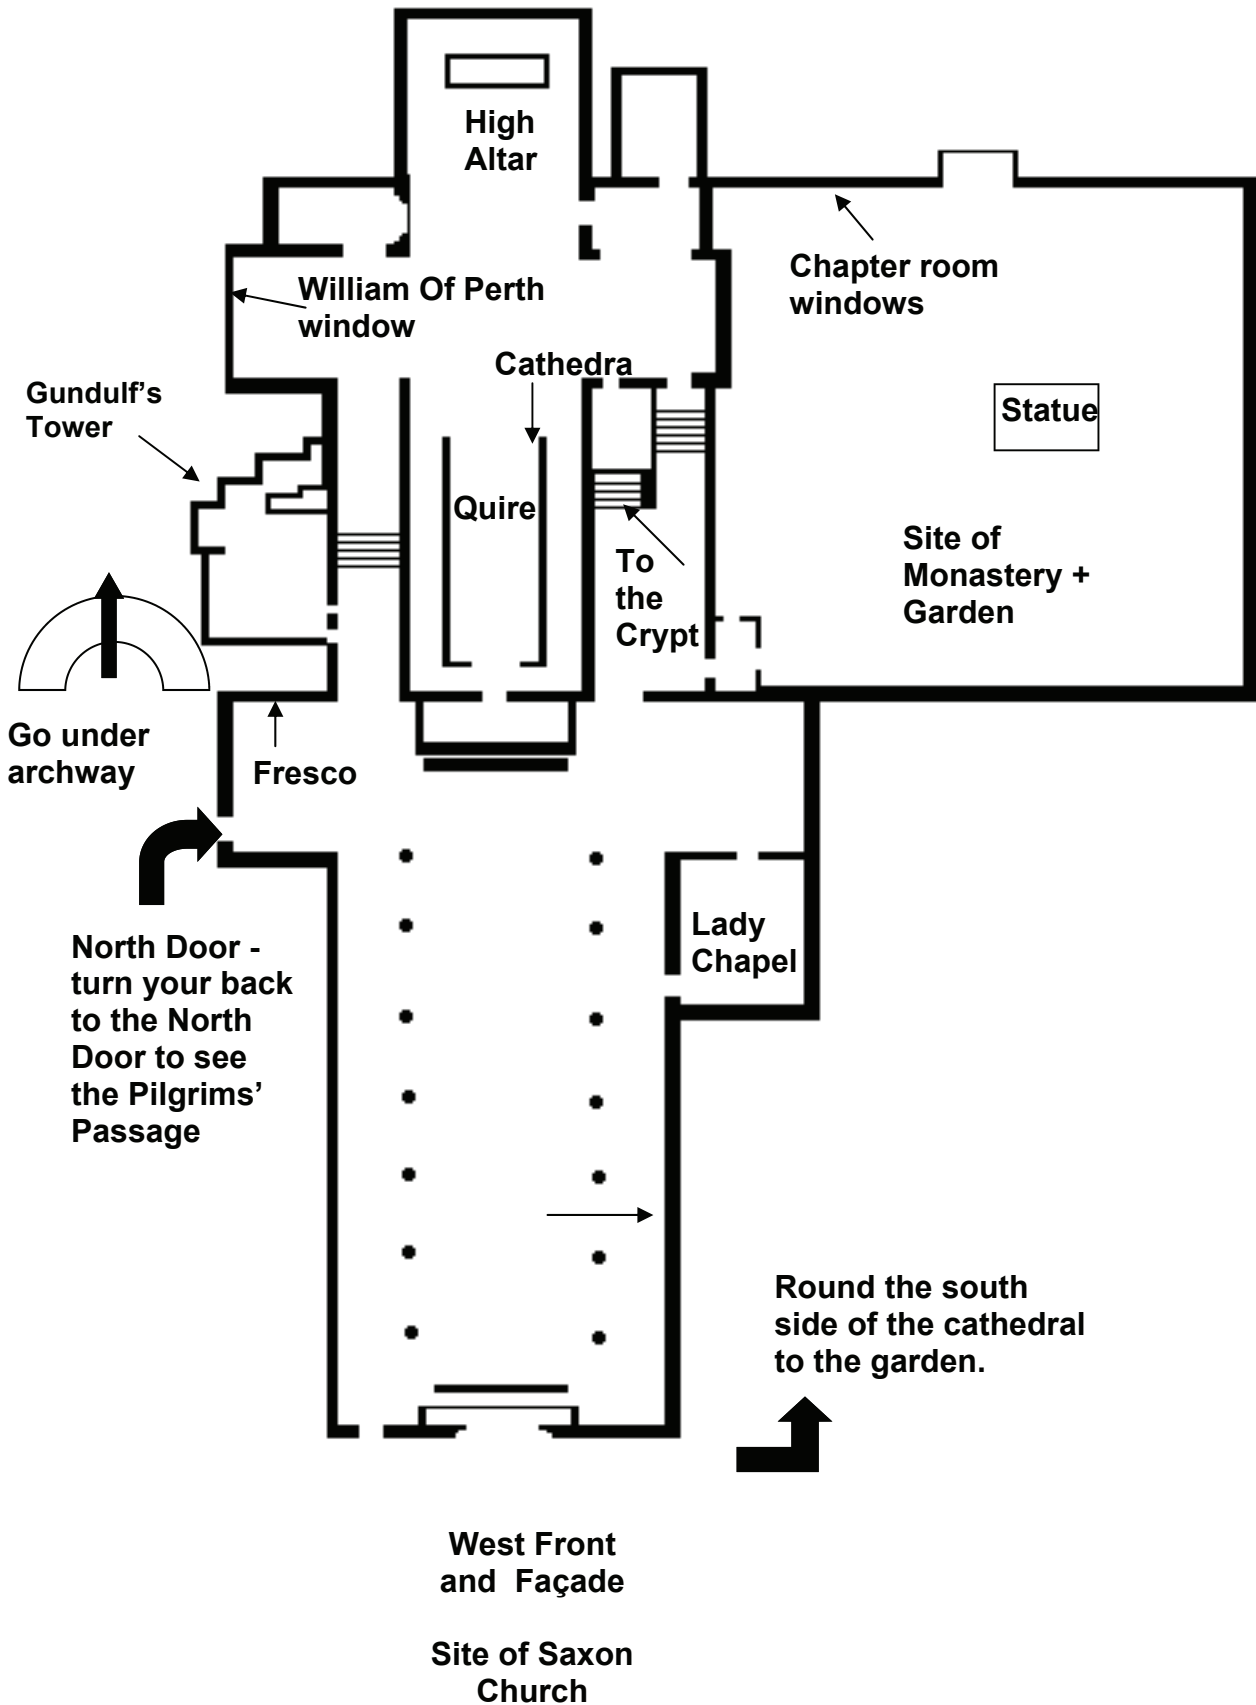 High
Altar
Chapter room
windows
William Of Perth
window
Cathedra
Gundulf’s
Tower
Statue
Quire
Site of
Monastery +
Garden
To
the
Crypt
Go under
archway
Fresco
Lady
Chapel
North Door -
turn your back
to the North
Door to see
the Pilgrims’
Passage
Round the south
side of the cathedral
to the garden.
West Front
and Façade
Site of Saxon
Church